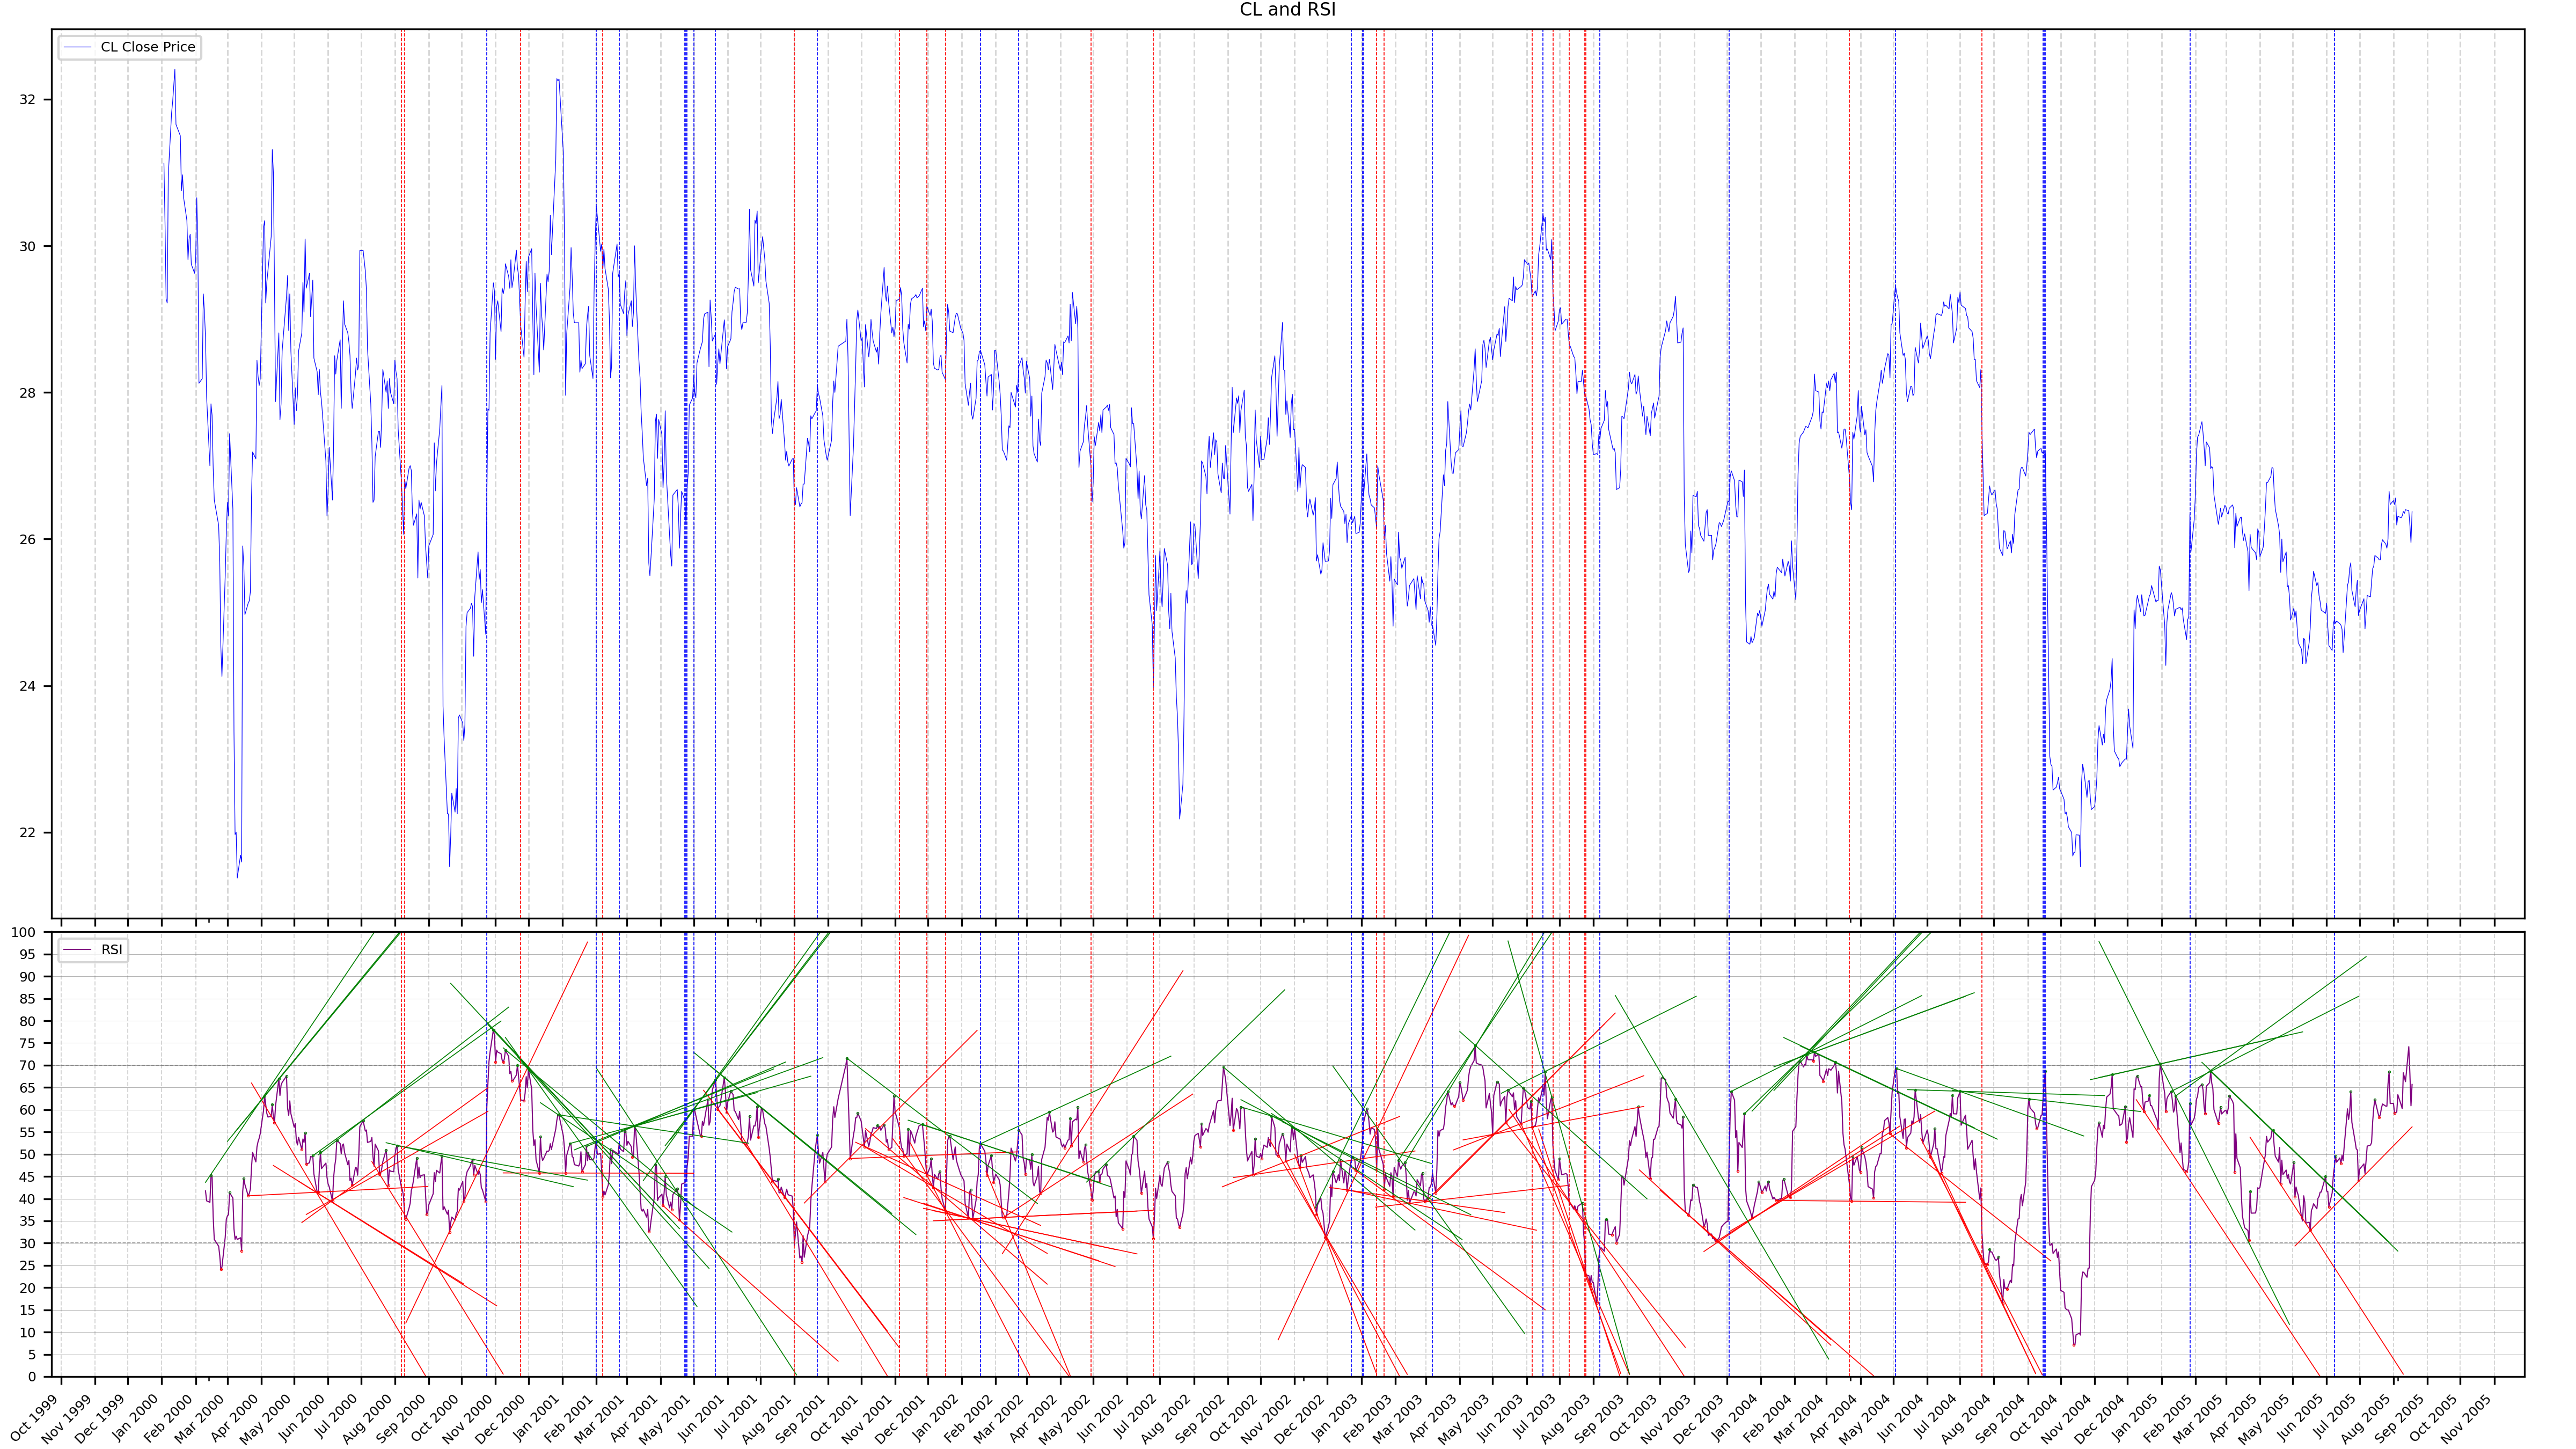 CL and RSI
CL Close Price
32
30
28
26
24
22
RSI
100
95
90
85
80
75
70
65
60
55
50
45
40
35
30
25
20
15
10
5
0
Oct 1999
Nov 1999
Dec 1999
Jan 2000
Feb 2000
Mar 2000
Apr 2000
May 2000
Jun 2000
Jul 2000
Aug 2000
Sep 2000
Oct 2000
Nov 2000
Dec 2000
Jan 2001
Feb 2001
Mar 2001
Apr 2001
May 2001
Jun 2001
Jul 2001
Aug 2001
Sep 2001
Oct 2001
Nov 2001
Dec 2001
Jan 2002
Feb 2002
Mar 2002
Apr 2002
May 2002
Jun 2002
Jul 2002
Aug 2002
Sep 2002
Oct 2002
Nov 2002
Dec 2002
Jan 2003
Feb 2003
Mar 2003
Apr 2003
May 2003
Jun 2003
Jul 2003
Aug 2003
Sep 2003
Oct 2003
Nov 2003
Dec 2003
Jan 2004
Feb 2004
Mar 2004
Apr 2004
May 2004
Jun 2004
Jul 2004
Aug 2004
Sep 2004
Oct 2004
Nov 2004
Dec 2004
Jan 2005
Feb 2005
Mar 2005
Apr 2005
May 2005
Jun 2005
Jul 2005
Aug 2005
Sep 2005
Oct 2005
Nov 2005